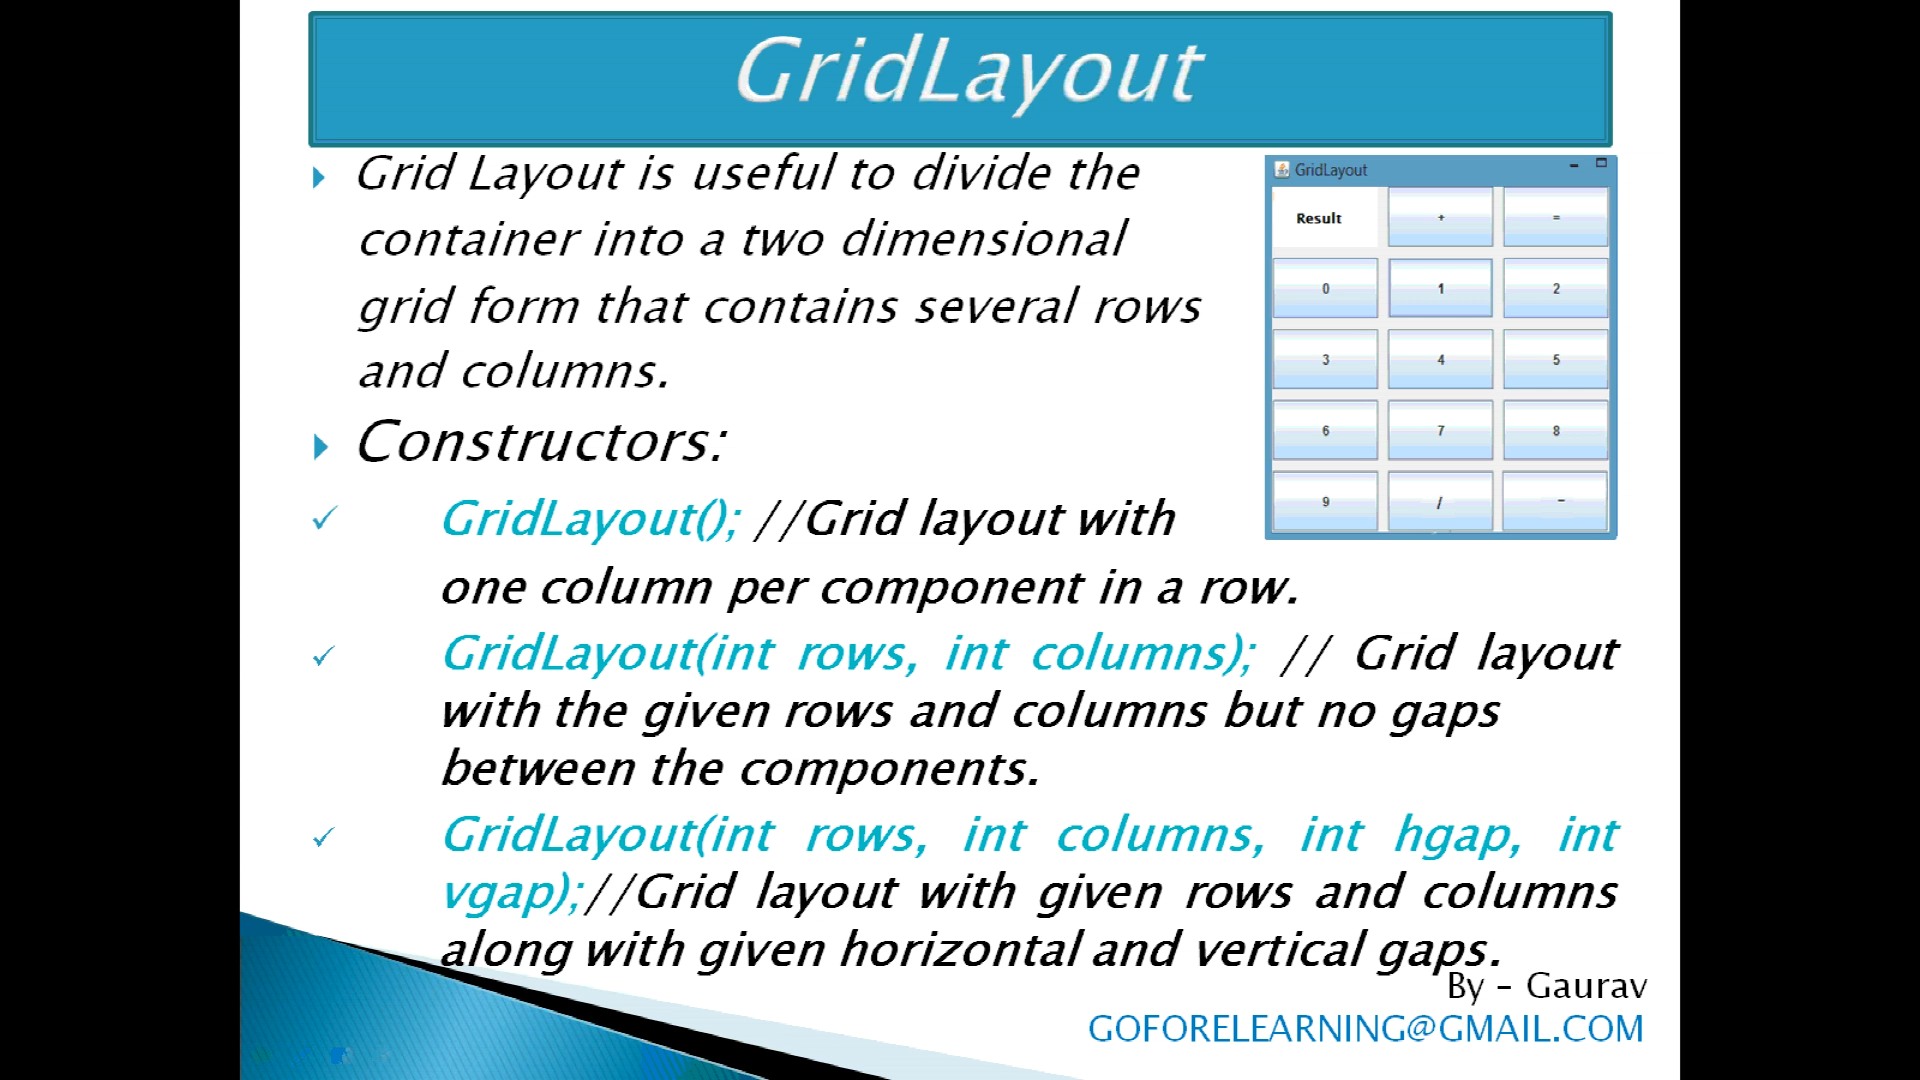 GridLayout
Grid Layout is useful to divide the
container into a two dimensional
grid form that contains several rows
and columns.
GridLayout
Result + =
0 1 2
3 4 5
6 7 8
9 / -
Constructors:
GridLayout(); //Grid layout with
one column per component in a row.
GridLayout(int rows, int columns); // Grid layout
with the given rows and columns but no gaps
between the components.
GridLayout(int rows, int columns, int hgap, int
vgap);//Grid layout with given rows and columns
along with given horizontal and vertical gaps.
By - Gaurav
GOFORELEARNING@GMAIL.COM